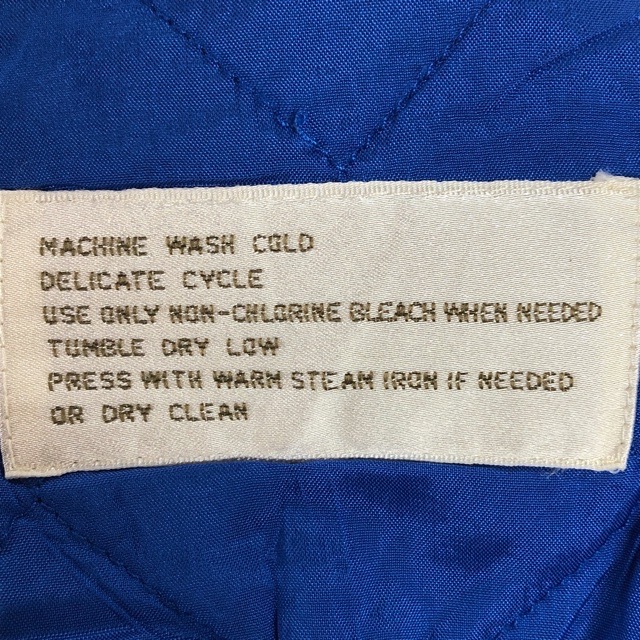 MACHINE WASH COLD
DELICATE CYCLE
USE ONLY NON-CHLORINE BLEACH WHEN NEEDED
TUMBLE DRY LOW
PRESS WITH WARM STEAM IRON IF NEEDED
OR DRY CLEAN